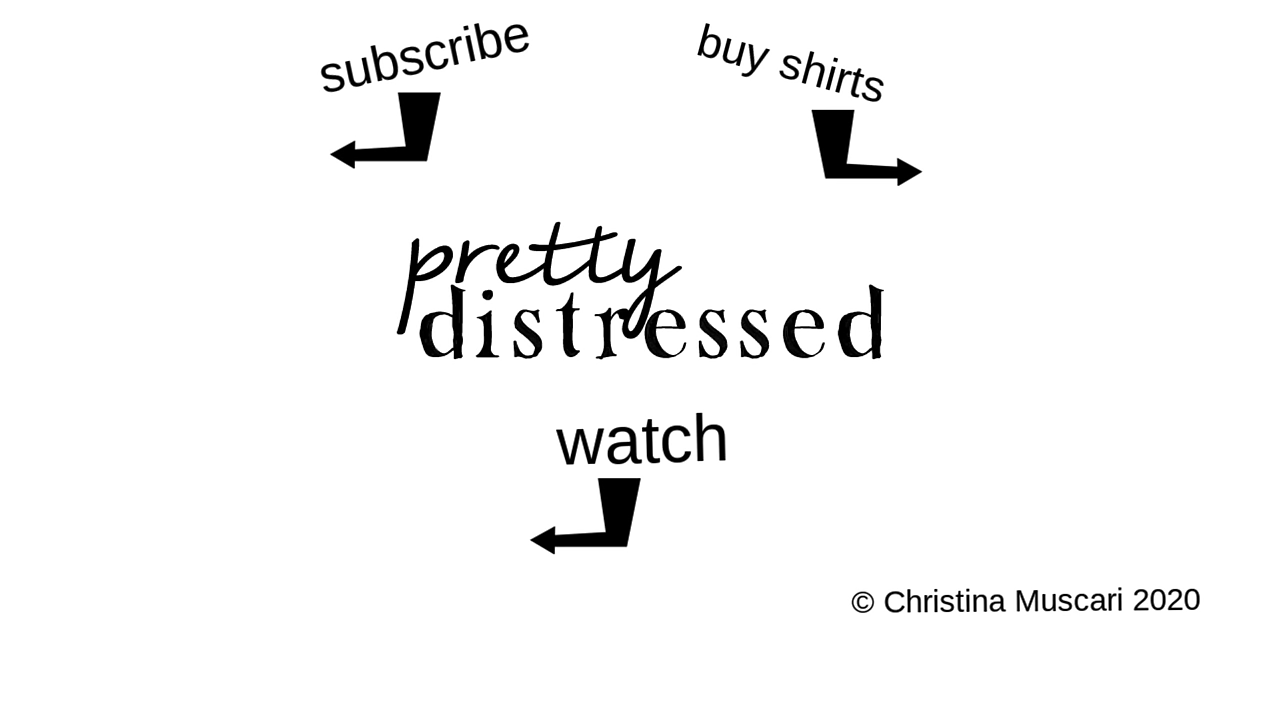 subscribe
buy shirts
pretty
distressed
watch
© Christina Muscari 2020